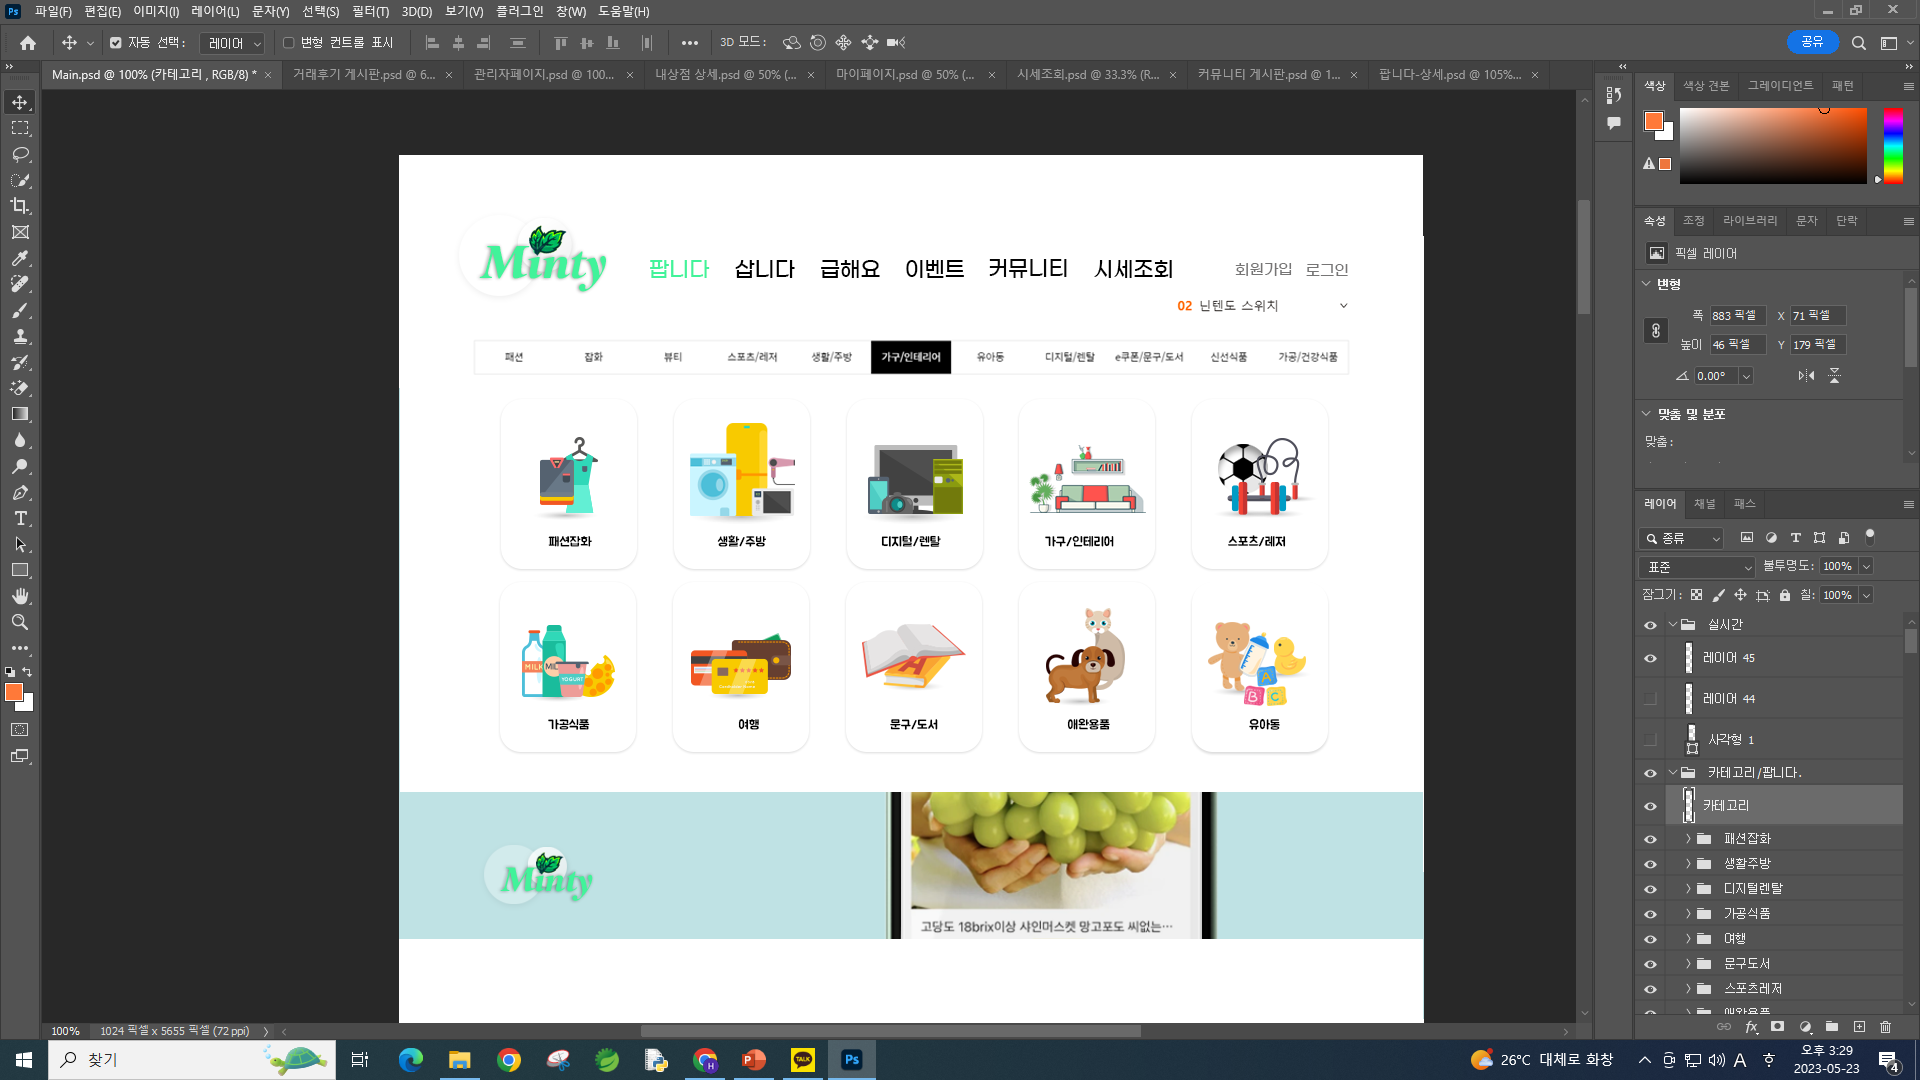 파일(F) 편집(E) 이미지(I) 레이어(L) 문자(Y) 선택(S) 필터(T) 3D(D) 보기(V) 플러그인 창(W) 도움말(H)
자동 선택: 레이어 변형 컨트롤 표시 3D 모드: 공유
Main.psd @ 100% (카테고리 , RGB/8) * × 거래후기 게시판.psd @ 6... × 관리자페이지.psd @ 100... × 내상점 상세.psd @ 50% (... × 마이페이지.psd @ 50% (... × 시세조회.psd @ 33.3% (R... × 커뮤니티 게시판.psd @ 1... × 팝니다-상세.psd @ 105%... ×
Minty
팝니다 삽니다 급해요 이벤트 커뮤니티 시세조회 회원가입 로그인
02 닌텐도 스위치
패션 잡화 뷰티 스포츠/레저 생활/주방 가구/인테리어 유아동 디지털/렌탈 e쿠폰/문구/도서 신선식품 가공/건강식품
패션잡화 생활/주방 디지털/렌탈 가구/인테리어 스포츠/레저
MILK MIL YOGURT
A
A B C
가공식품 여행 문구/도서 애완용품 유아동
Minty
고당도 18brix이상 샤인머스켓 망고포도 씨없는…
100% 1024 픽셀 x 5655 픽셀 (72 ppi)
색상 색상 견본 그레이디언트 패턴
속성 조정 라이브러리 문자 단락
픽셀 레이어
변형
폭 883 픽셀 X 71 픽셀
높이 46 픽셀 Y 179 픽셀
0.00°
맞춤 및 분포
맞춤:
레이어 채널 패스
종류
표준 불투명도: 100%
잠그기: 칠: 100%
실시간
레이어 45
레이어 44
사각형 1
카테고리/팝니다.
카테고리
패션잡화
생활주방
디지털렌탈
가공식품
여행
문구도서
스포츠레저
애완용품
찾기
26°C 대체로 화창 A 오후 3:29
2023-05-23
4